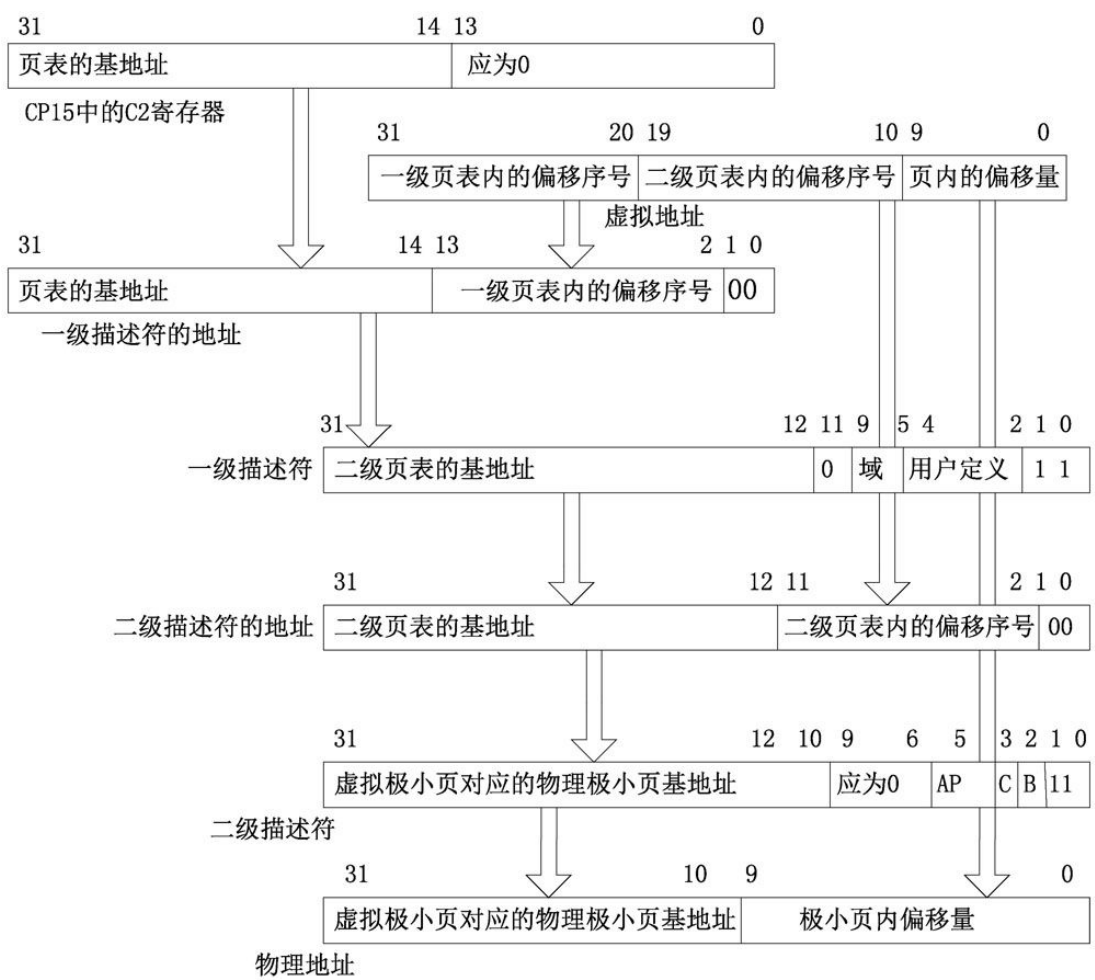 31 14 13 0
页表的基地址 应为0
CP15中的C2寄存器
31 20 19 10 9 0
一级页表内的偏移序号 二级页表内的偏移序号 页内的偏移量
虚拟地址
31 14 13 2 1 0
页表的基地址 一级页表内的偏移序号 00
一级描述符的地址
31 12 11 9 5 4 2 1 0
一级描述符 二级页表的基地址 0 域 用户定义 1 1
31 12 11 2 1 0
二级描述符的地址 二级页表的基地址 二级页表内的偏移序号 00
31 12 10 9 6 5 3 2 1 0
虚拟极小页对应的物理极小页基地址 应为0 AP C B 11
二级描述符
31 10 9 0
虚拟极小页对应的物理极小页基地址 极小页内偏移量
物理地址